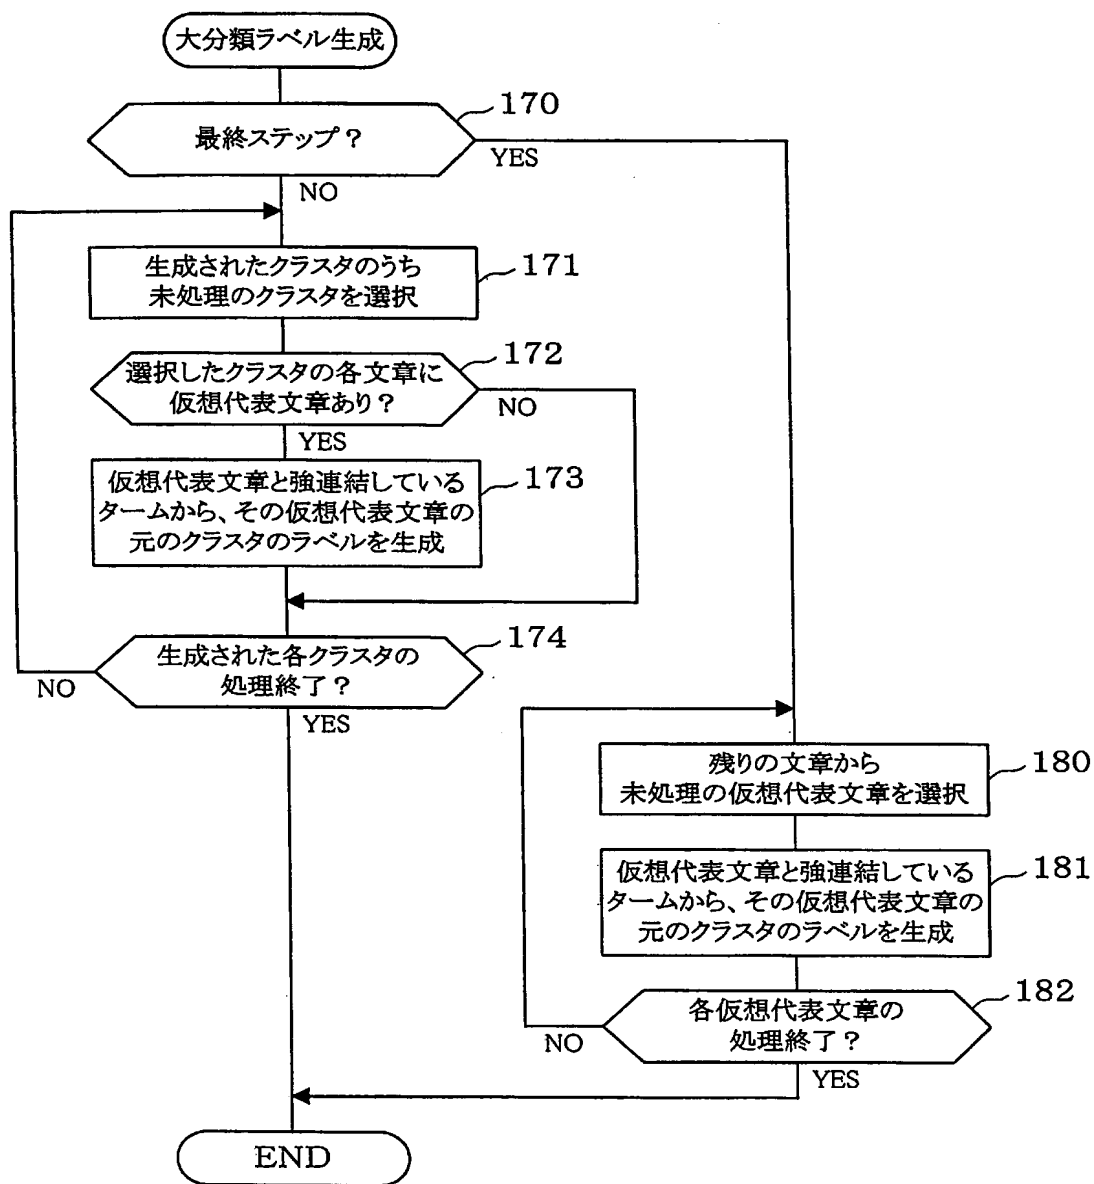 大分類ラベル生成
170
最終ステップ？
YES
NO
生成されたクラスタのうち
未処理のクラスタを選択
171
選択したクラスタの各文章に
仮想代表文章あり？
172
NO
YES
仮想代表文章と強連結している
タームから、その仮想代表文章の
元のクラスタのラベルを生成
173
生成された各クラスタの
処理終了？
174
NO
YES
残りの文章から
未処理の仮想代表文章を選択
180
仮想代表文章と強連結している
タームから、その仮想代表文章の
元のクラスタのラベルを生成
181
各仮想代表文章の
処理終了？
182
NO
YES
END